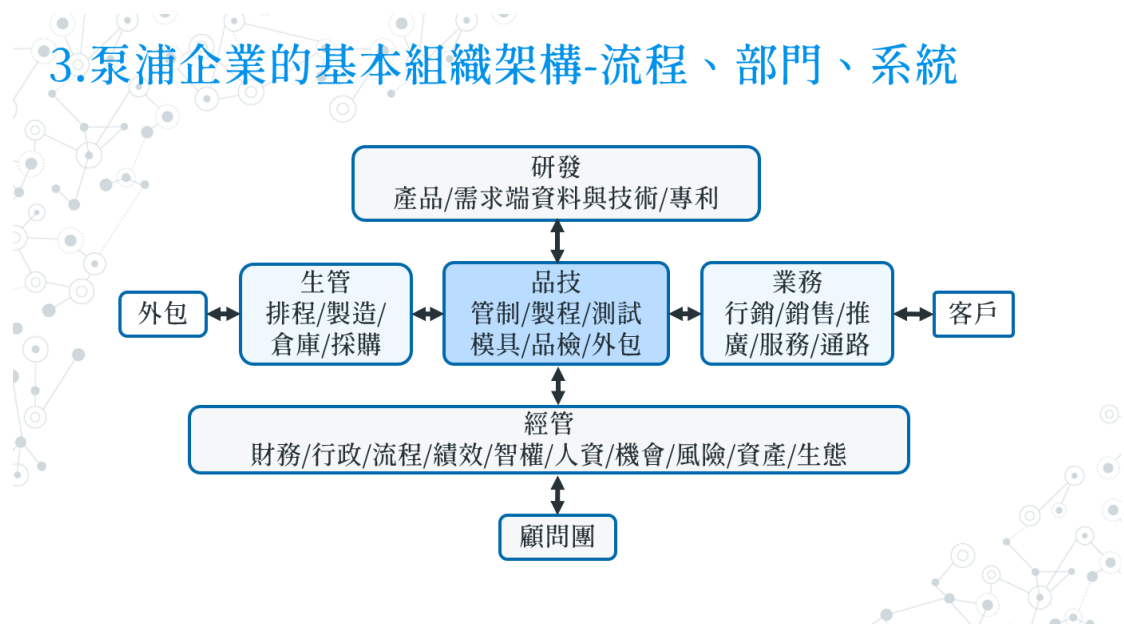 3.泵浦企業的基本組織架構-流程、部門、系統
研發
產品/需求端資料與技術/專利
外包
生管
排程/製造/
倉庫/採購
品技
管制/製程/測試
模具/品檢/外包
業務
行銷/銷售/推
廣/服務/通路
客戶
經管
財務/行政/流程/績效/智權/人資/機會/風險/資產/生態
顧問團